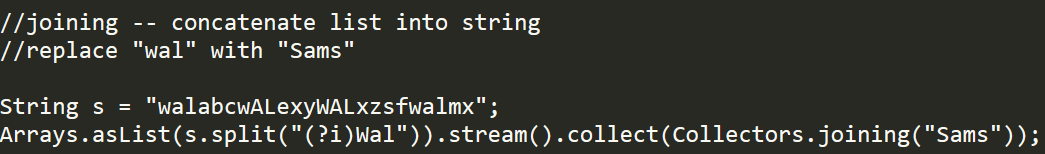 //joining -- concatenate list into string
//replace "wal" with "Sams"
String s = "walabcwALexyWALxzsfwalmx";
Arrays.asList(s.split("(?i)Wal")).stream().collect(Collectors.joining("Sams"));